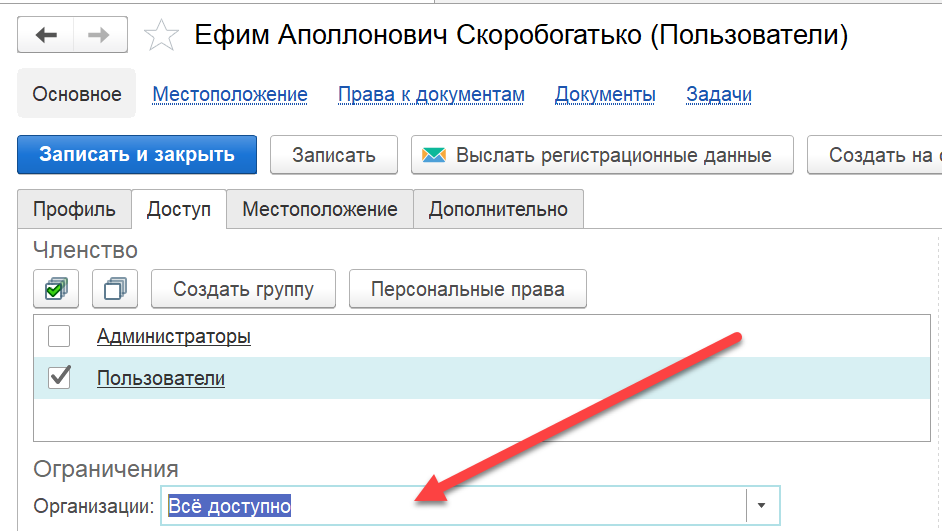 Ефим Аполлонович Скоробогатько (Пользователи)
Основное Местоположение Права к документам Документы Задачи
Записать и закрыть Записать Выслать регистрационные данные Создать на
Профиль Доступ Местоположение Дополнительно
Членство
Создать группу Персональные права
Администраторы
Пользователи
Ограничения
Организации: Всё доступно